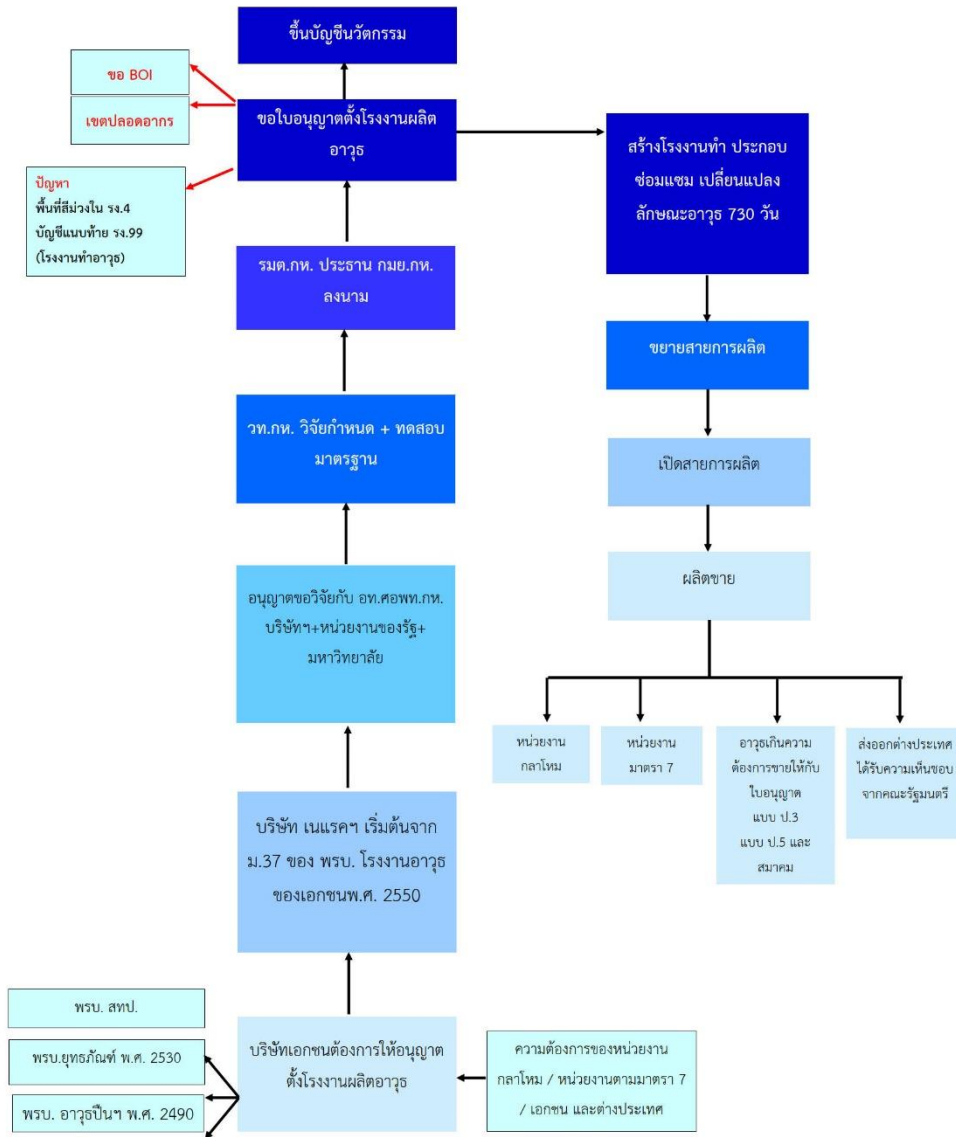 ขึ้นบัญชีนวัตกรรม
ขอ BOI
เขตปลอดอากร
ขอใบอนุญาตตั้งโรงงานผลิต
อาวุธ
ปัญหา
พื้นที่สีม่วงใน รง.4
บัญชีแนบท้าย รง.99
(โรงงานทำอาวุธ)
รมต.กห. ประธาน กมย.กห.
ลงนาม
วท.กห. วิจัยกำหนด + ทดสอบ
มาตรฐาน
อนุญาตขอวิจัยกับ อท.ศอพท.กห.
บริษัทฯ+หน่วยงานของรัฐ+
มหาวิทยาลัย
บริษัท เนแรคฯ เริ่มต้นจาก
ม.37 ของ พรบ. โรงงานอาวุธ
ของเอกชนพ.ศ. 2550
พรบ. สทป.
พรบ.ยุทธภัณฑ์ พ.ศ. 2530
พรบ. อาวุธปืนฯ พ.ศ. 2490
บริษัทเอกชนต้องการให้อนุญาต
ตั้งโรงงานผลิตอาวุธ
ความต้องการของหน่วยงาน
กลาโหม / หน่วยงานตามมาตรา 7
/ เอกชน และต่างประเทศ
สร้างโรงงานทำ ประกอบ
ซ่อมแซม เปลี่ยนแปลง
ลักษณะอาวุธ 730 วัน
ขยายสายการผลิต
เปิดสายการผลิต
ผลิตขาย
หน่วยงาน
กลาโหม
หน่วยงาน
มาตรา 7
อาวุธเกินความ
ต้องการขายให้กับ
ใบอนุญาต
แบบ ป.3
แบบ ป.5 และ
สมาคม
ส่งออกต่างประเทศ
ได้รับความเห็นชอบ
จากคณะรัฐมนตรี